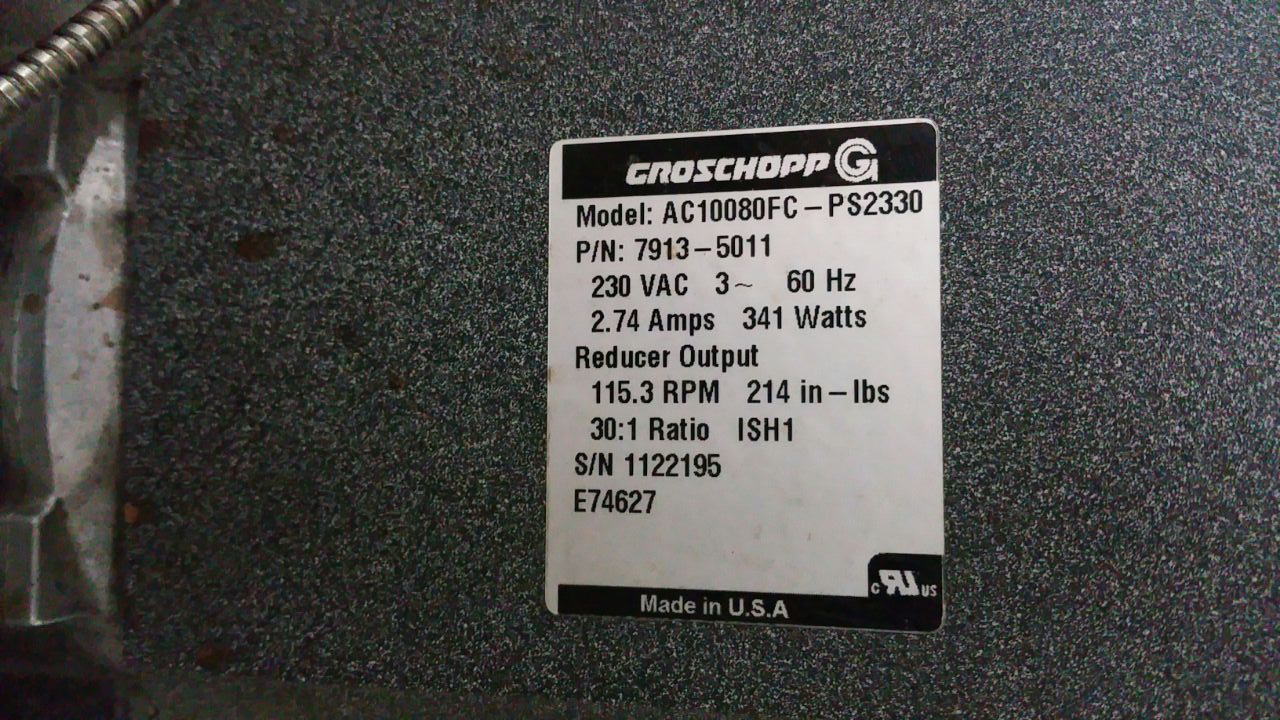 GROSCHOPP G
Model: AC10080FC-PS2330
P/N: 7913-5011
230 VAC 3~ 60 Hz
2.74 Amps 341 Watts
Reducer Output
115.3 RPM 214 in-lbs
30:1 Ratio ISH1
S/N 1122195
E74627
c RU US
Made in U.S.A